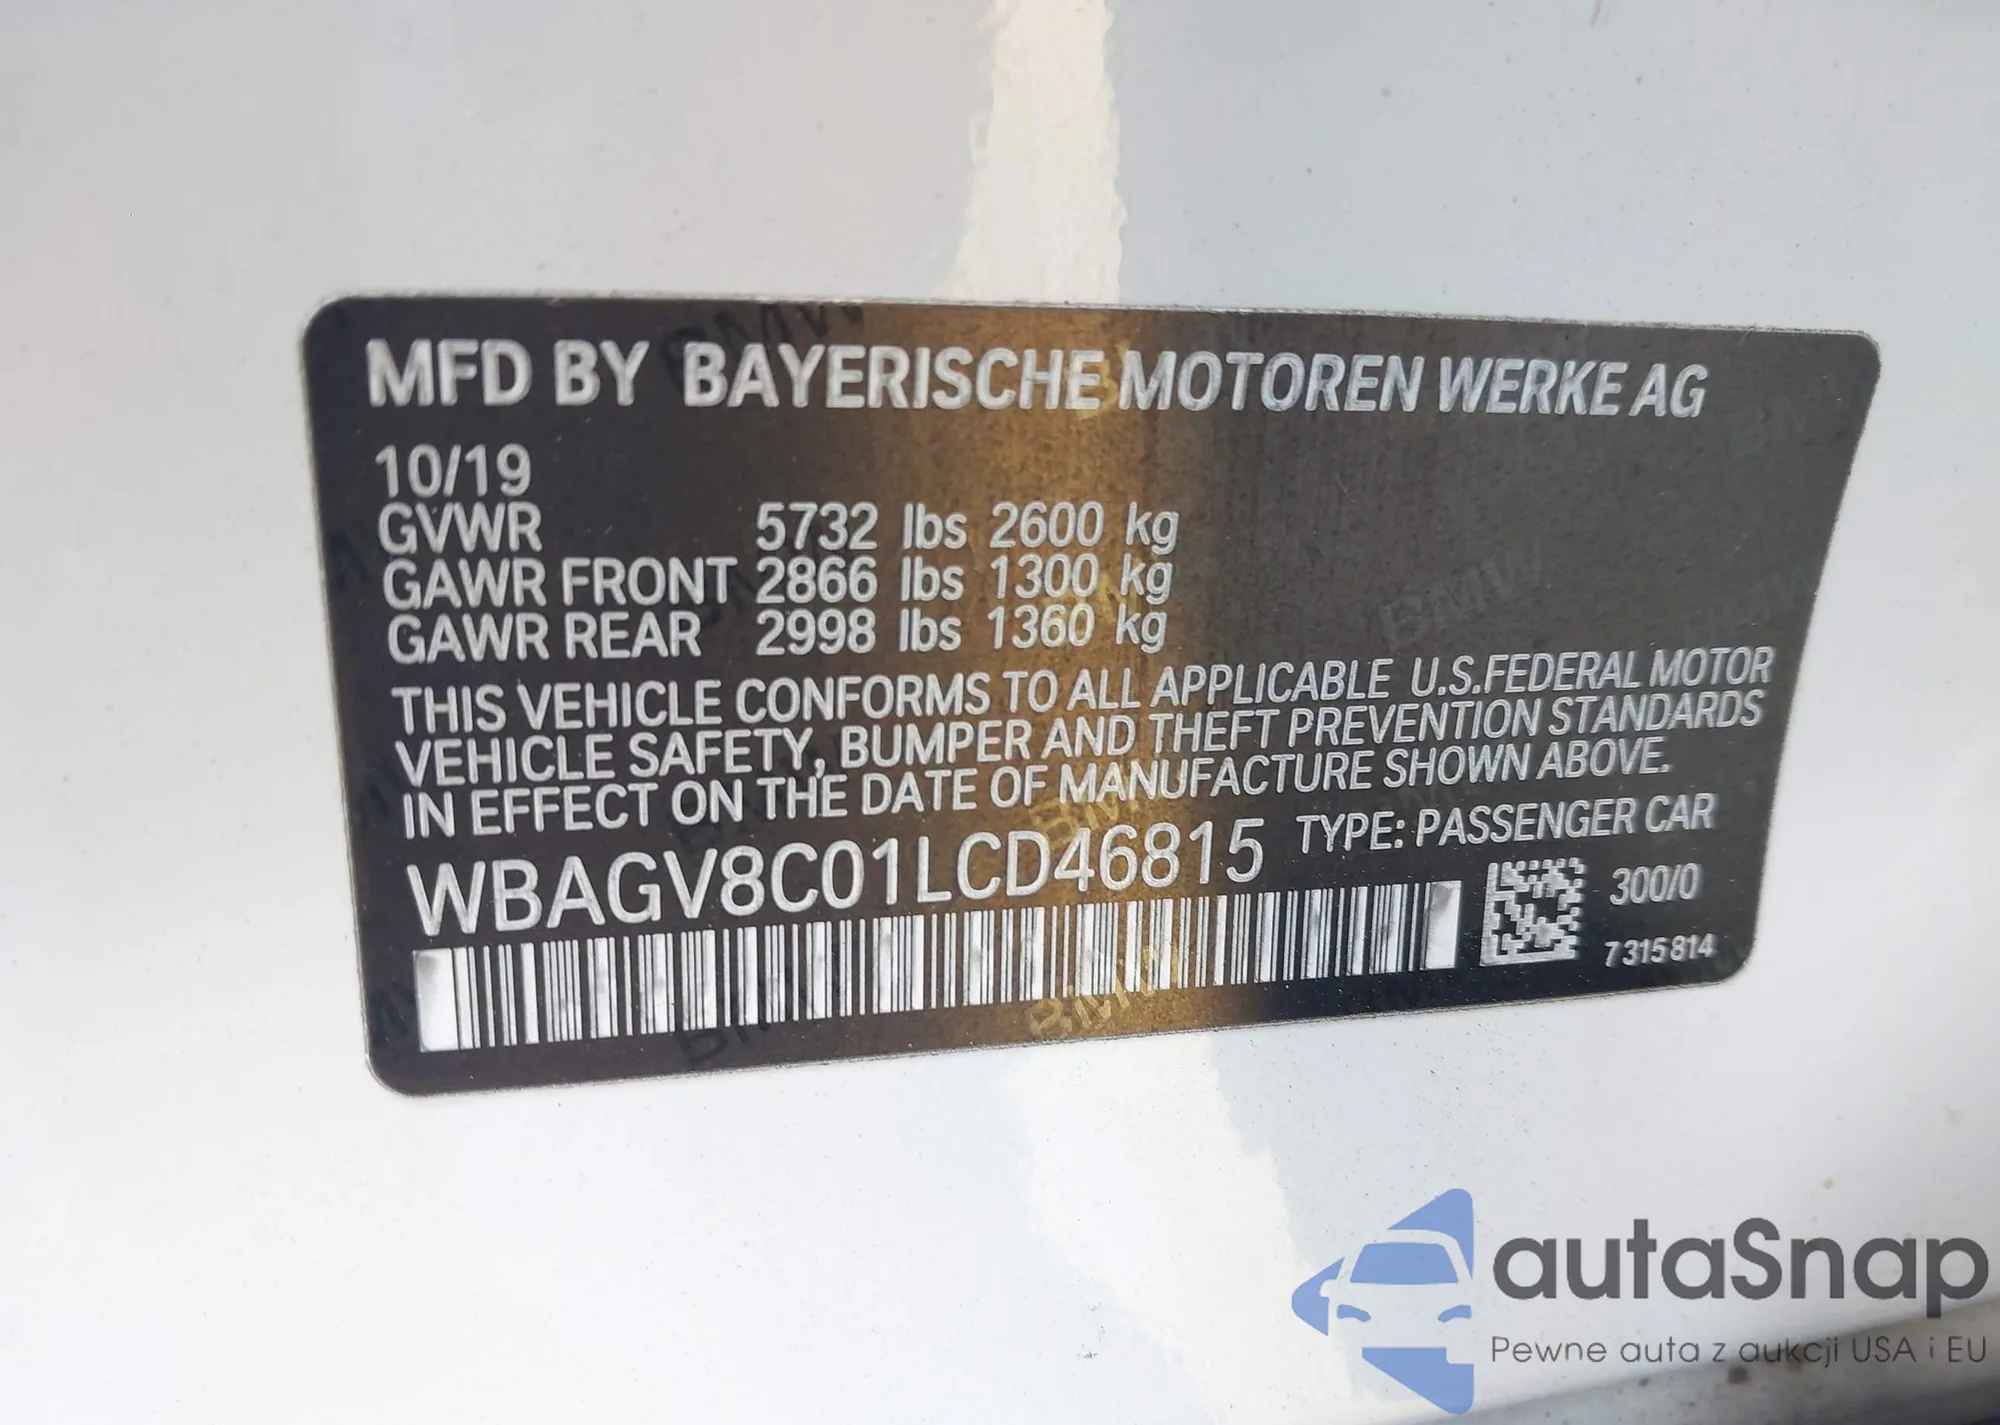 MFD BY BAYERISCHE MOTOREN WERKE AG
10/19
GVWR 5732 lbs 2600 kg
GAWR FRONT 2866 lbs 1300 kg
GAWR REAR 2998 lbs 1360 kg
THIS VEHICLE CONFORMS TO ALL APPLICABLE U.S.FEDERAL MOTOR
VEHICLE SAFETY, BUMPER AND THEFT PREVENTION STANDARDS
IN EFFECT ON THE DATE OF MANUFACTURE SHOWN ABOVE.
WBAGV8C01LCD46815 TYPE: PASSENGER CAR
300/0
7315814
autaSnap
Pewne auta z aukcji USA i EU